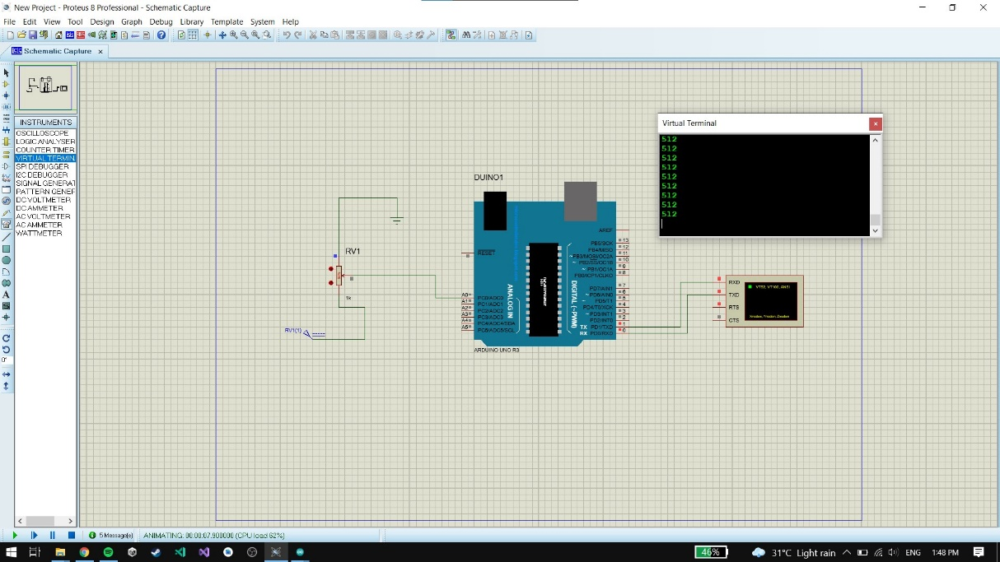 New Project - Proteus 8 Professional - Schematic Capture
File Edit View Tool Design Graph Debug Library Template System Help
Schematic Capture
INSTRUMENTS
OSCILLOSCOPE
LOGIC ANALYSER
COUNTER TIMER
VIRTUAL TERMIN
SPI DEBUGGER
I2C DEBUGGER
SIGNAL GENERAT
PATTERN GENEF
DC VOLTMETER
DC AMMETER
AC VOLTMETER
AC AMMETER
WATTMETER
0°
RV1
1k
RV1(1)
DUINO1
RESET
AREF
PB5/SCK
PB4/MISO
~ PB3/MOSI/OC2A
~ PB2/SS/OC1B
~ PB1/OC1A
PB0/ICP1/CLKO
13
12
11
10
9
8
A0
A1
A2
A3
A4
A5
PC0/ADC0
PC1/ADC1
PC2/ADC2
PC3/ADC3
PC4/ADC4/SDA
PC5/ADC5/SCL
ANALOG IN
DIGITAL (~PWM)
PD7/AIN1
~ PD6/AIN0
~ PD5/T1
PD4/T0/XCK
~ PD3/INT1
PD2/INT0
TX PD1/TXD
RX PD0/RXD
7
6
5
4
3
2
1
0
ARDUINO UNO R3
Virtual Terminal
512
512
512
512
512
512
512
512
512
RXD
TXD
RTS
CTS
VT52, VT100, ANSI
Xmodem, Ymodem, Zmodem
5 Message(s)
ANIMATING: 00:00:07.900000 (CPU load 62%)
46%
31°C Light rain
ENG
1:48 PM